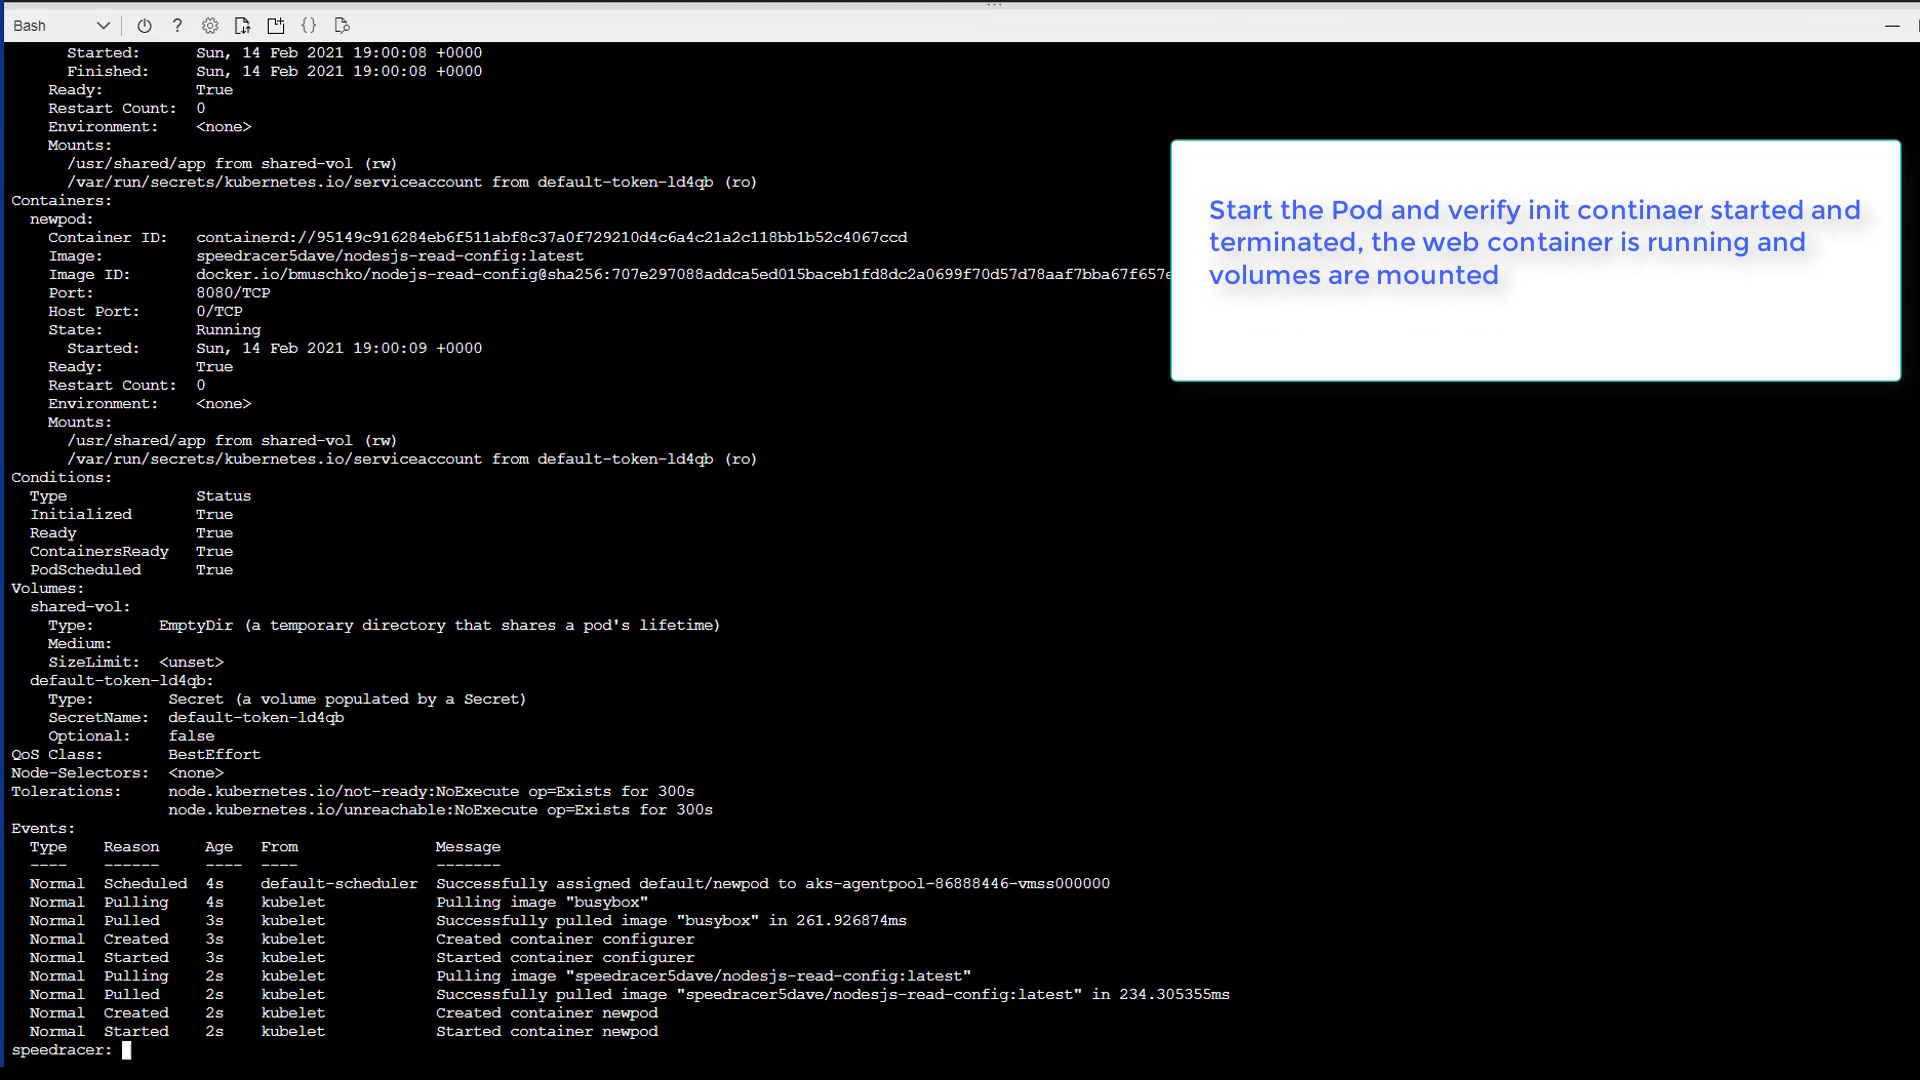 Bash
Started: Sun, 14 Feb 2021 19:00:08 +0000
Finished: Sun, 14 Feb 2021 19:00:08 +0000
Ready: True
Restart Count: 0
Environment: <none>
Mounts:
/usr/shared/app from shared-vol (rw)
/var/run/secrets/kubernetes.io/serviceaccount from default-token-ld4qb (ro)
Containers:
newpod:
Container ID: containerd://95149c916284eb6f511abf8c37a0f729210d4c6a4c21a2c118bb1b52c4067ccd
Image: speedracer5dave/nodesjs-read-config:latest
Image ID: docker.io/bmuschko/nodejs-read-config@sha256:707e297088addca5ed015baceb1fd8dc2a0699f70d57d78aaf7bba67f657e
Port: 8080/TCP
Host Port: 0/TCP
State: Running
Started: Sun, 14 Feb 2021 19:00:09 +0000
Ready: True
Restart Count: 0
Environment: <none>
Mounts:
/usr/shared/app from shared-vol (rw)
/var/run/secrets/kubernetes.io/serviceaccount from default-token-ld4qb (ro)
Conditions:
Type Status
Initialized True
Ready True
ContainersReady True
PodScheduled True
Volumes:
shared-vol:
Type: EmptyDir (a temporary directory that shares a pod's lifetime)
Medium:
SizeLimit: <unset>
default-token-ld4qb:
Type: Secret (a volume populated by a Secret)
SecretName: default-token-ld4qb
Optional: false
QoS Class: BestEffort
Node-Selectors: <none>
Tolerations: node.kubernetes.io/not-ready:NoExecute op=Exists for 300s
node.kubernetes.io/unreachable:NoExecute op=Exists for 300s
Events:
Type Reason Age From Message
---- ------ ---- ---- -------
Normal Scheduled 4s default-scheduler Successfully assigned default/newpod to aks-agentpool-86888446-vmss000000
Normal Pulling 4s kubelet Pulling image "busybox"
Normal Pulled 3s kubelet Successfully pulled image "busybox" in 261.926874ms
Normal Created 3s kubelet Created container configurer
Normal Started 3s kubelet Started container configurer
Normal Pulling 2s kubelet Pulling image "speedracer5dave/nodesjs-read-config:latest"
Normal Pulled 2s kubelet Successfully pulled image "speedracer5dave/nodesjs-read-config:latest" in 234.305355ms
Normal Created 2s kubelet Created container newpod
Normal Started 2s kubelet Started container newpod
speedracer:
Start the Pod and verify init continaer started and
terminated, the web container is running and
volumes are mounted